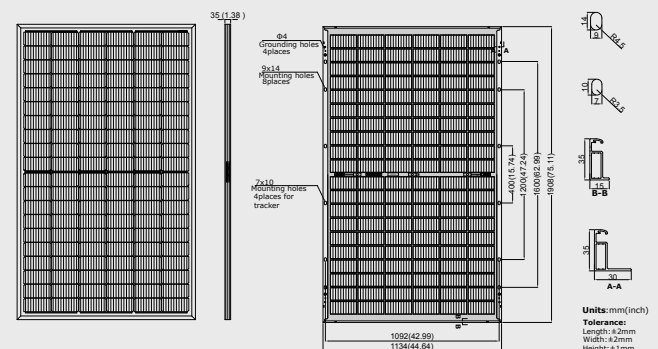 35 (1.38 )
Φ4
Grounding holes
4places
9x14
Mounting holes
8places
7x10
Mounting holes
4places for
tracker
A
A
400(15.74)
1200(47.24)
1600(62.99)
1908(75.11)
B
B
1092(42.99)
1134(44.64)
14
9
R4.5
10
7
R3.5
35
15
B-B
35
30
A-A
Units:mm(inch)
Tolerance:
Length:±2mm
Width:±2mm
Height:±1mm